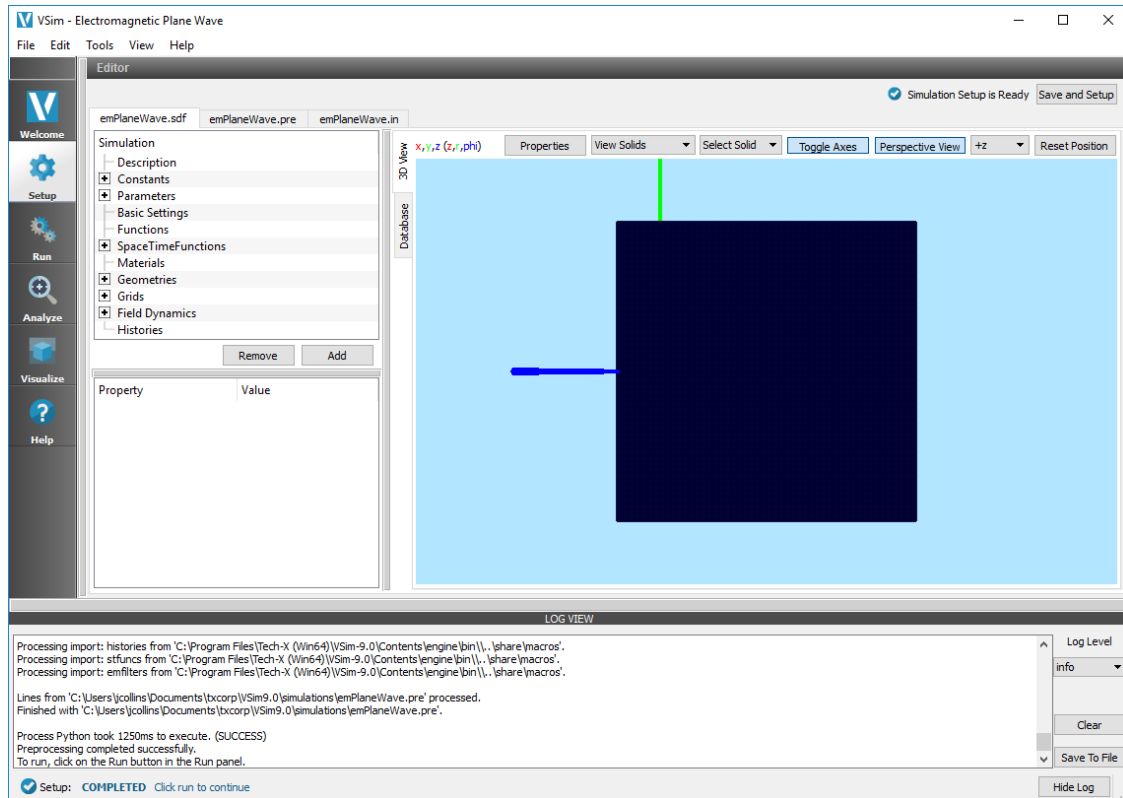 VSim - Electromagnetic Plane Wave
File Edit Tools View Help
Editor
Simulation Setup is Ready Save and Setup
emPlaneWave.sdf emPlaneWave.pre emPlaneWave.in
Welcome
Setup
Run
Analyze
Visualize
Help
Simulation
Description
Constants
Parameters
Basic Settings
Functions
SpaceTimeFunctions
Materials
Geometries
Grids
Field Dynamics
Histories
Remove Add
Property Value
3D View
Database
x,y,z (z,r,phi) Properties View Solids Select Solid Toggle Axes Perspective View +z Reset Position
LOG VIEW
Processing import: histories from 'C:\Program Files\Tech-X (Win64)\VSim-9.0\Contents\engine\bin\\..\share\macros'.
Processing import: stfuncs from 'C:\Program Files\Tech-X (Win64)\VSim-9.0\Contents\engine\bin\\..\share\macros'.
Processing import: emfilters from 'C:\Program Files\Tech-X (Win64)\VSim-9.0\Contents\engine\bin\\..\share\macros'.
Lines from 'C:\Users\jcollins\Documents\txcorp\VSim9.0\simulations\emPlaneWave.pre' processed.
Finished with 'C:\Users\jcollins\Documents\txcorp\VSim9.0\simulations\emPlaneWave.pre'.
Process Python took 1250ms to execute. (SUCCESS)
Preprocessing completed successfully.
To run, click on the Run button in the Run panel.
Log Level
info
Clear
Save To File
Setup: COMPLETED Click run to continue
Hide Log